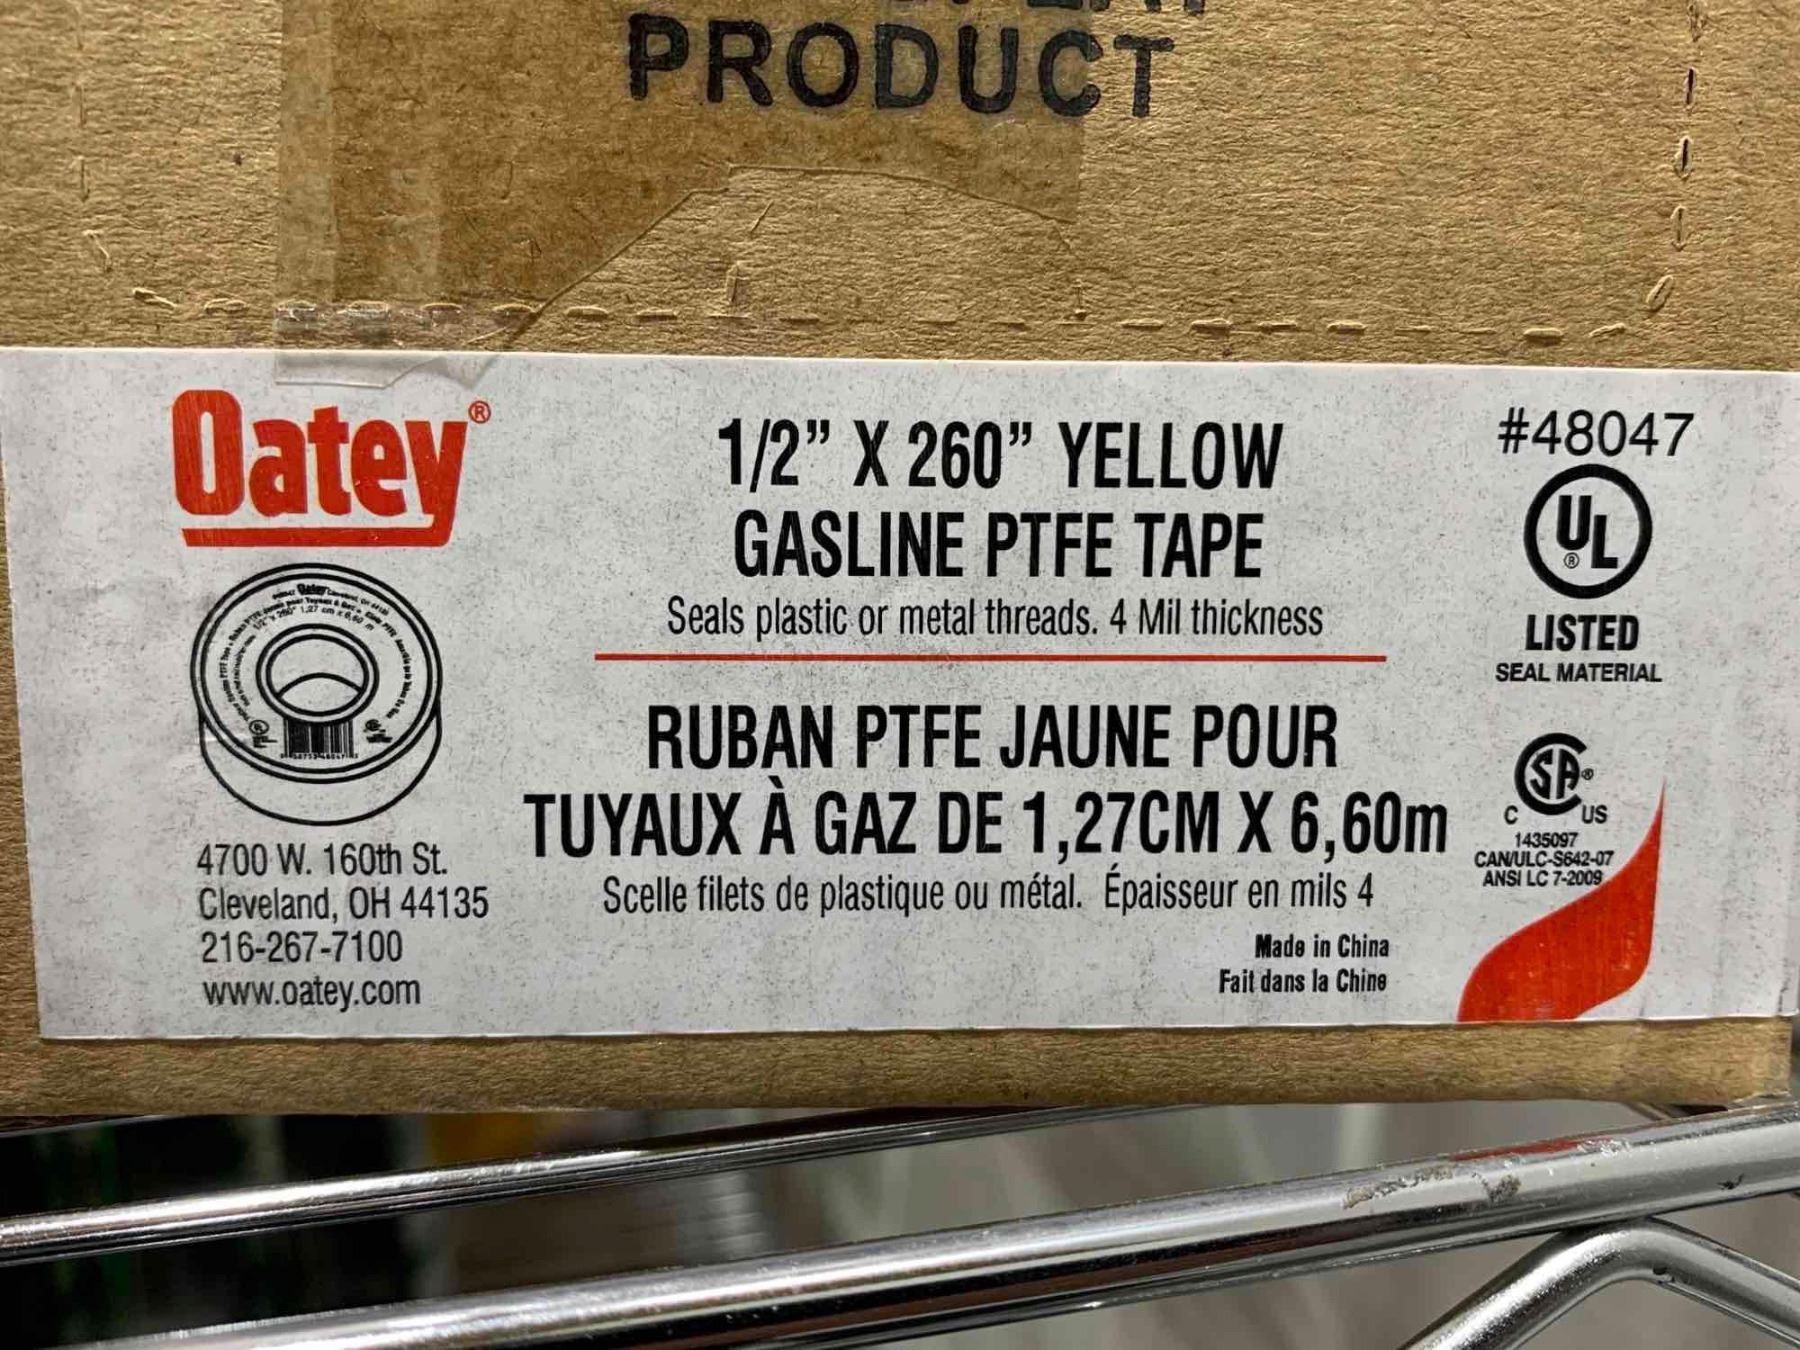 PRODUCT
Oatey®
1/2” X 260” YELLOW
GASLINE PTFE TAPE
Seals plastic or metal threads. 4 Mil thickness
#48047
UL®
LISTED
SEAL MATERIAL
RUBAN PTFE JAUNE POUR
TUYAUX À GAZ DE 1,27CM X 6,60m
Scelle filets de plastique ou métal. Épaisseur en mils 4
Made in China
Fait dans la Chine
C SA® US
1435097
CAN/ULC-S642-07
ANSI LC 7-2009
4700 W. 160th St.
Cleveland, OH 44135
216-267-7100
www.oatey.com